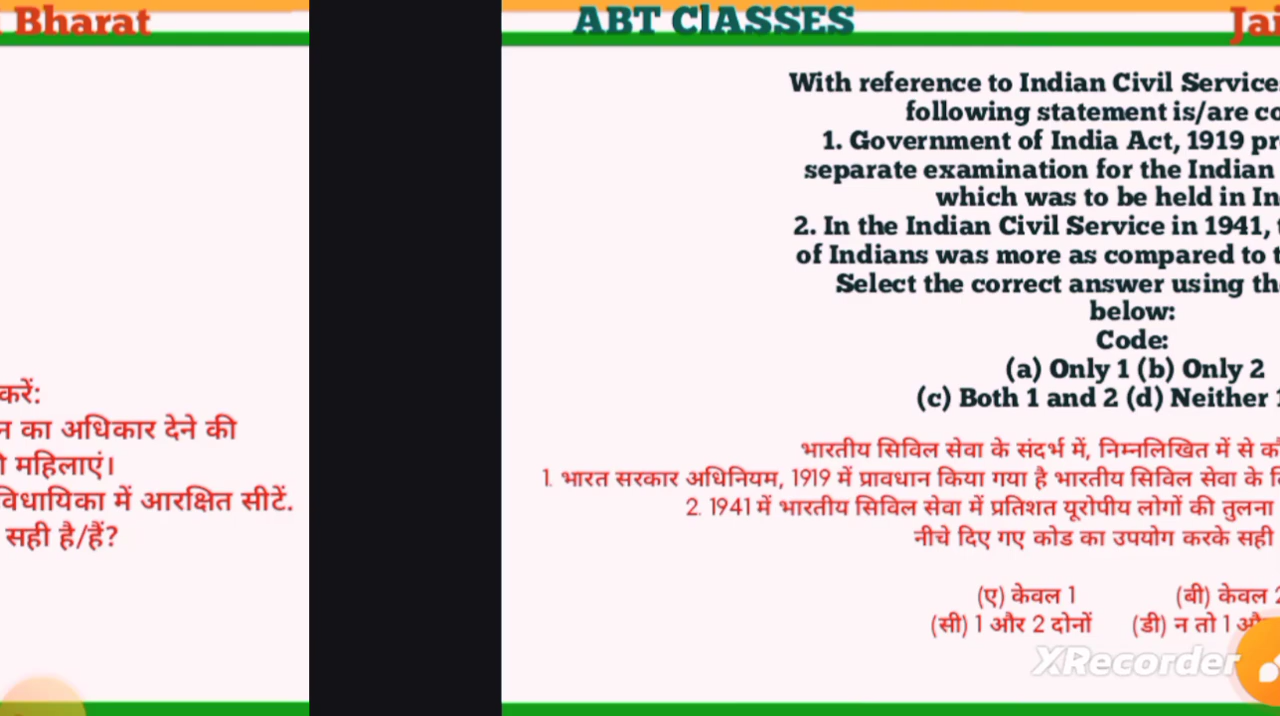 Bharat
करें:
न का अधिकार देने की
महिलाएं।
विधायिका में आरक्षित सीटें.
सही है/हैं?
ABT ClASSES
Jai
With reference to Indian Civil Service
following statement is/are co
1. Government of India Act, 1919 pr
separate examination for the Indian
which was to be held in In
2. In the Indian Civil Service in 1941, t
of Indians was more as compared to t
Select the correct answer using th
below:
Code:
(a) Only 1 (b) Only 2
(c) Both 1 and 2 (d) Neither 1
भारतीय सिविल सेवा के संदर्भ में, निम्नलिखित में से कौ
1. भारत सरकार अधिनियम, 1919 में प्रावधान किया गया है भारतीय सिविल सेवा के
2. 1941 में भारतीय सिविल सेवा में प्रतिशत यूरोपीय लोगों की तुलना
नीचे दिए गए कोड का उपयोग करके सही
(ए) केवल 1 (बी) केवल 2
(सी) 1 और 2 दोनों (डी) न तो 1
XRecorder